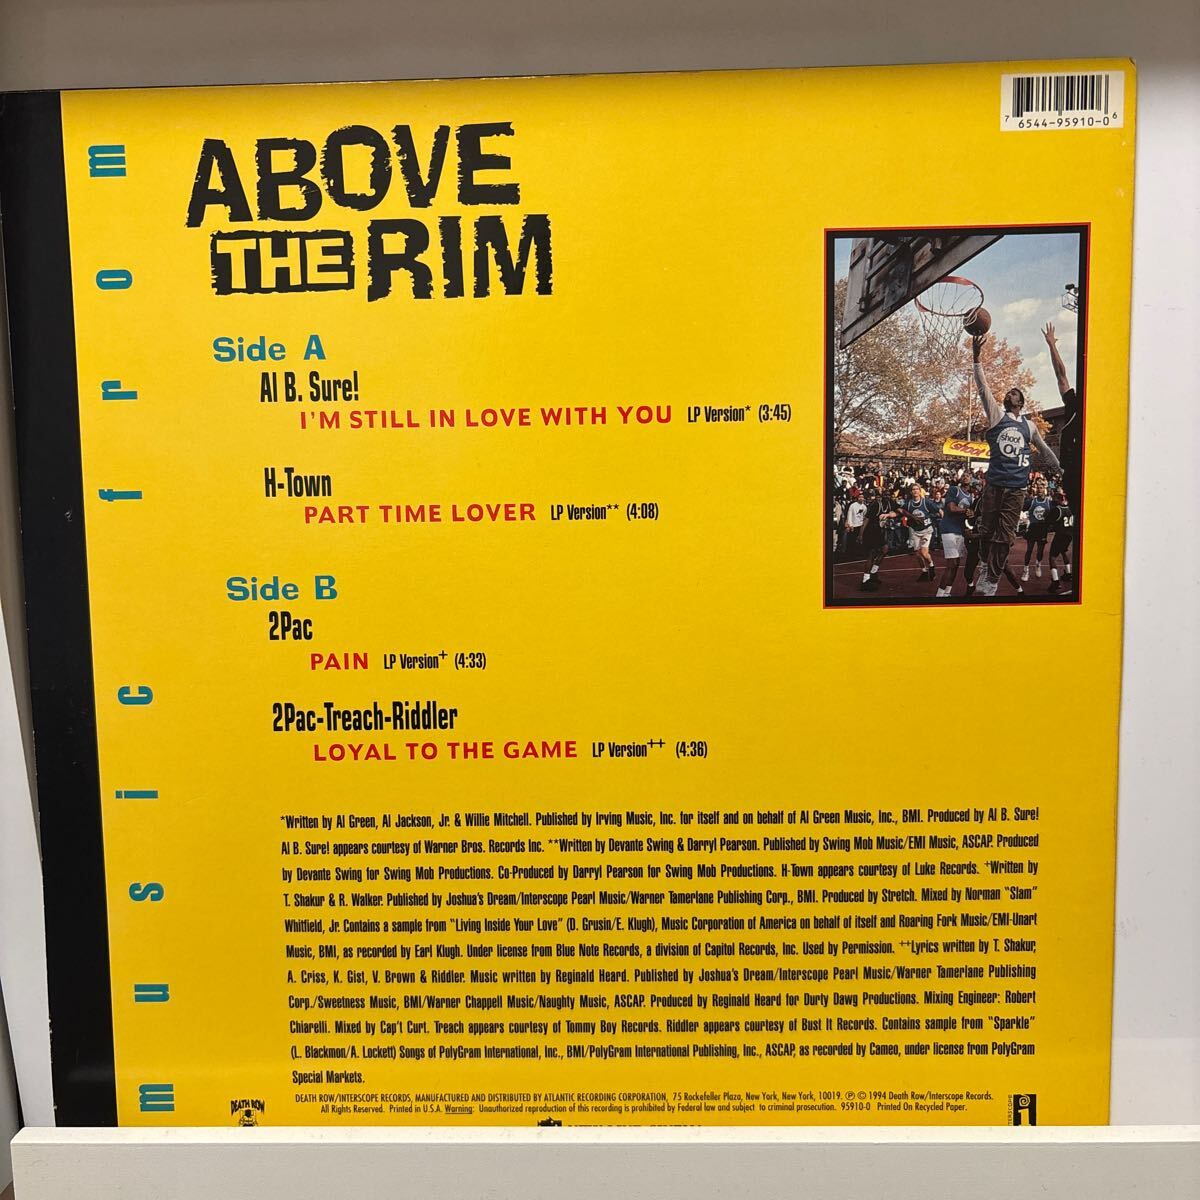 7 6544-95910-0 6
music from
ABOVE
THE RIM
Side A
Al B. Sure!
I'M STILL IN LOVE WITH YOU LP Version* (3:45)
H-Town
PART TIME LOVER LP Version** (4:08)
Side B
2Pac
PAIN LP Version+ (4:33)
2Pac-Treach-Riddler
LOYAL TO THE GAME LP Version++ (4:36)
shoot
Out
15
shoot
24
*Written by Al Green, Al Jackson, Jr. & Willie Mitchell. Published by Irving Music, Inc. for itself and on behalf of Al Green Music, Inc., BMI. Produced by Al B. Sure!
Al B. Sure! appears courtesy of Warner Bros. Records Inc. **Written by Devante Swing & Darryl Pearson. Published by Swing Mob Music/EMI Music, ASCAP. Produced
by Devante Swing for Swing Mob Productions. Co-Produced by Darryl Pearson for Swing Mob Productions. H-Town appears courtesy of Luke Records. +Written by
T. Shakur & R. Walker. Published by Joshua's Dream/Interscope Pearl Music/Warner Tamerlane Publishing Corp., BMI. Produced by Stretch. Mixed by Norman "Slam"
Whitfield, Jr. Contains a sample from "Living Inside Your Love" (D. Grusin/E. Klugh), Music Corporation of America on behalf of itself and Roaring Fork Music/EMI-Unart
Music, BMI, as recorded by Earl Klugh. Under license from Blue Note Records, a division of Capitol Records, Inc. Used by Permission. ++Lyrics written by T. Shakur,
A. Criss, K. Gist, V. Brown & Riddler. Music written by Reginald Heard. Published by Joshua's Dream/Interscope Pearl Music/Warner Tamerlane Publishing
Corp./Sweetness Music, BMI/Warner Chappell Music/Naughty Music, ASCAP. Produced by Reginald Heard for Durty Dawg Productions. Mixing Engineer: Robert
Chiarelli. Mixed by Cap't Curt. Treach appears courtesy of Tommy Boy Records. Riddler appears courtesy of Bust It Records. Contains sample from "Sparkle"
(L. Blackmon/A. Lockett) Songs of PolyGram International, Inc., BMI/PolyGram International Publishing, Inc., ASCAP, as recorded by Cameo, under license from PolyGram
Special Markets.
DEATH ROW
DEATH ROW/INTERSCOPE RECORDS, MANUFACTURED AND DISTRIBUTED BY ATLANTIC RECORDING CORPORATION, 75 Rockefeller Plaza, New York, New York, 10019. ℗ © 1994 Death Row/Interscope Records.
All Rights Reserved. Printed in U.S.A. Warning: Unauthorized reproduction of this recording is prohibited by Federal law and subject to criminal prosecution. 95910-0 Printed On Recycled Paper.
INTERSCOPE